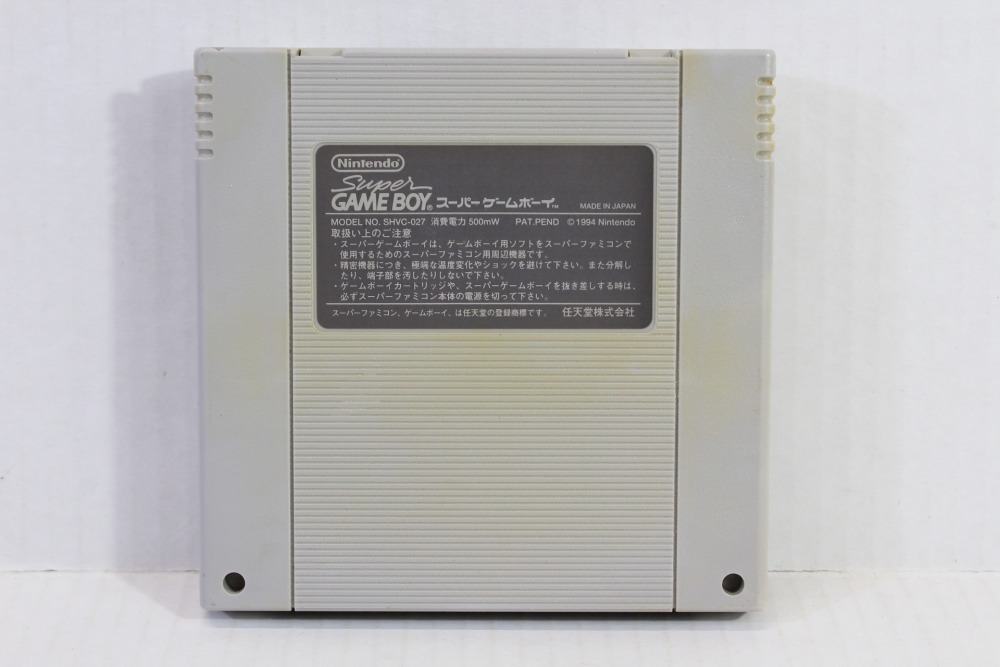 Nintendo
Super
GAME BOY® スーパーゲームボーイ™ MADE IN JAPAN
MODEL NO. SHVC-027 消費電力 500mW PAT.PEND ©1994 Nintendo
取扱い上のご注意
・スーパーゲームボーイは、ゲームボーイ用ソフトをスーパーファミコンで
使用するためのスーパーファミコン用周辺機器です。
・精密機器につき、極端な温度変化やショックを避けて下さい。また分解し
たり、端子部を汚したりしないで下さい。
・ゲームボーイカートリッジや、スーパーゲームボーイを抜き差しする時は、
必ずスーパーファミコン本体の電源を切って下さい。
スーパーファミコン、ゲームボーイ、は任天堂の登録商標です。 任天堂株式会社